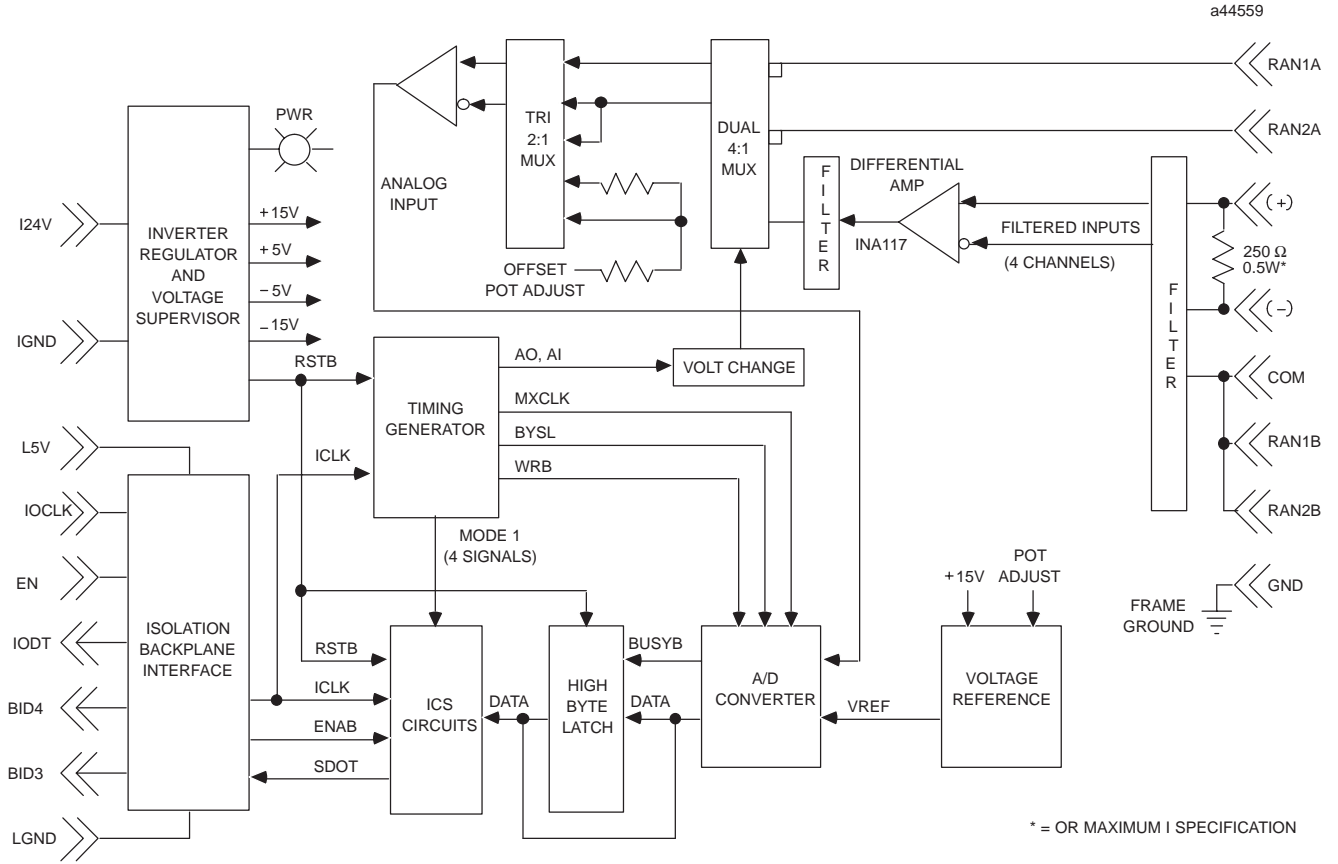 a44559
RAN1A
RAN2A
(+)
250 Ω
0.5W*
(–)
COM
RAN1B
RAN2B
GND
FRAME
GROUND
FILTER
FILTERED INPUTS
(4 CHANNELS)
DIFFERENTIAL
AMP
INA117
FILTER
DUAL
4:1
MUX
TRI
2:1
MUX
OFFSET
POT ADJUST
ANALOG
INPUT
PWR
I24V
IGND
INVERTER
REGULATOR
AND
VOLTAGE
SUPERVISOR
+15V
+5V
–5V
–15V
RSTB
TIMING
GENERATOR
ICLK
AO, AI
VOLT CHANGE
MXCLK
BYSL
WRB
MODE 1
(4 SIGNALS)
L5V
IOCLK
EN
IODT
BID4
BID3
LGND
ISOLATION
BACKPLANE
INTERFACE
RSTB
ICLK
ENAB
SDOT
ICS
CIRCUITS
DATA
HIGH
BYTE
LATCH
BUSYB
DATA
A/D
CONVERTER
VREF
+15V
POT
ADJUST
VOLTAGE
REFERENCE
* = OR MAXIMUM I SPECIFICATION